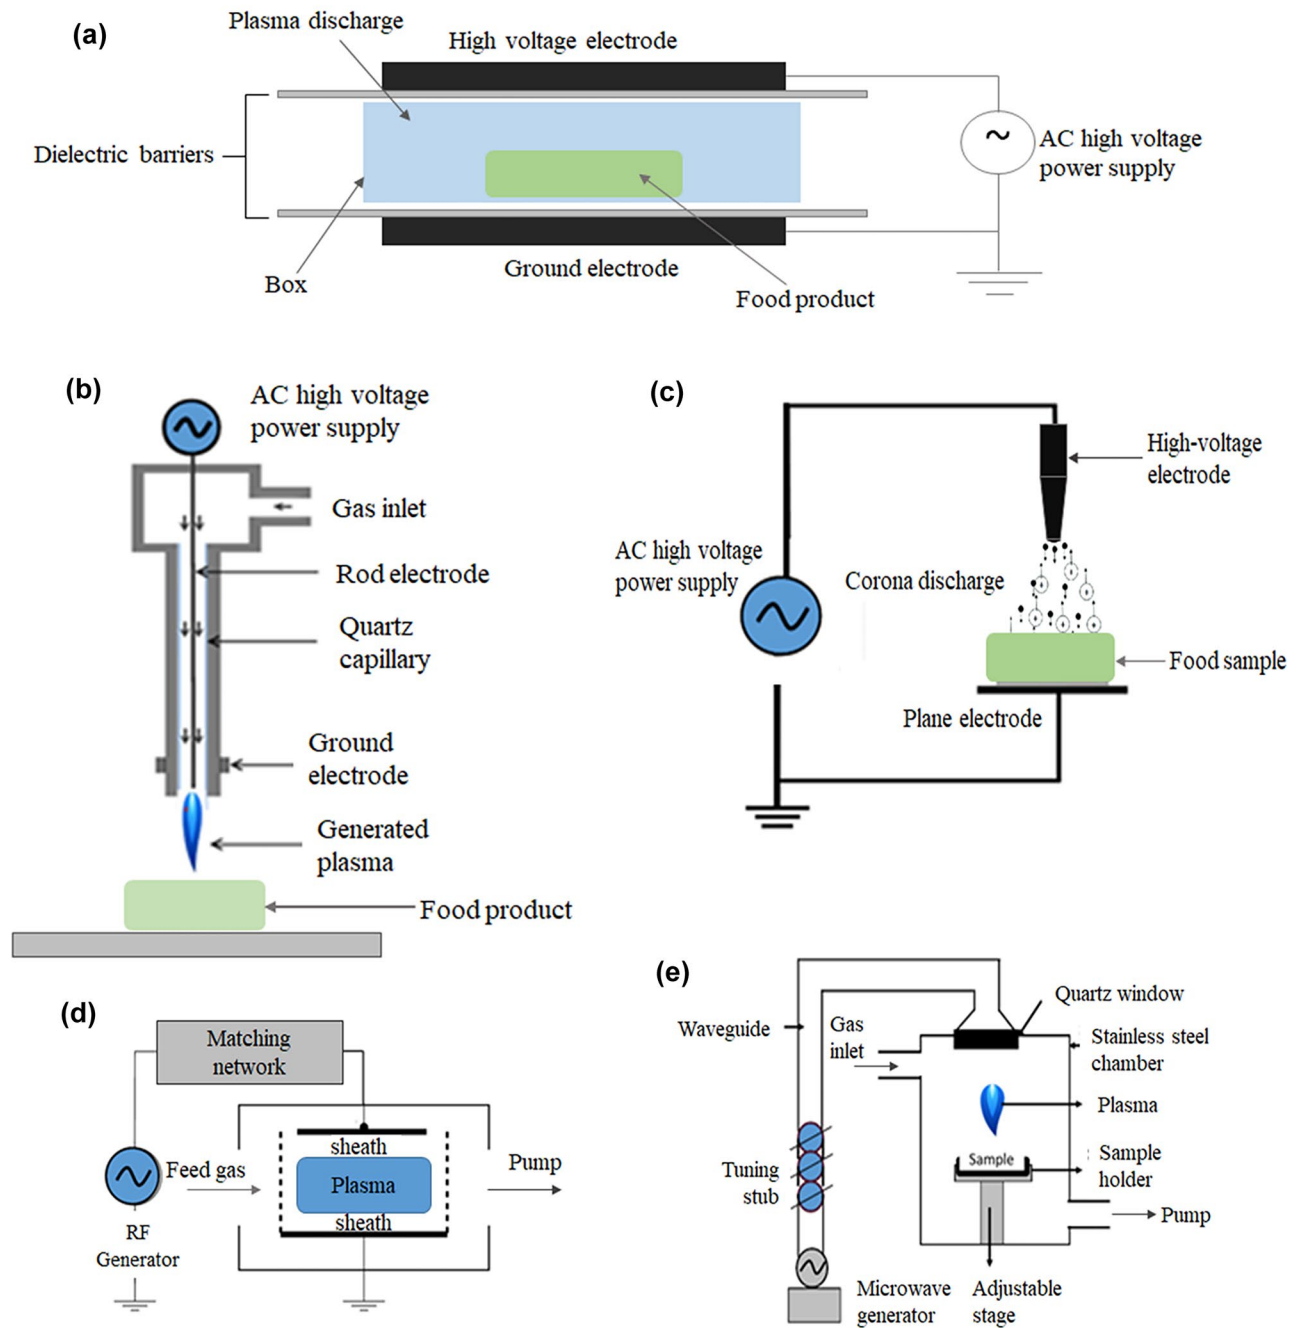 (a)
Plasma discharge
High voltage electrode
Dielectric barriers
AC high voltage
power supply
Box
Ground electrode
Food product
(b)
AC high voltage
power supply
Gas inlet
Rod electrode
Quartz
capillary
Ground
electrode
Generated
plasma
Food product
(c)
High-voltage
electrode
AC high voltage
power supply
Corona discharge
Food sample
Plane electrode
(d)
Matching
network
sheath
Feed gas
Plasma
Pump
sheath
RF
Generator
(e)
Quartz window
Waveguide
Gas
inlet
Stainless steel
chamber
Plasma
Tuning
stub
Sample
Sample
holder
Pump
Microwave
generator
Adjustable
stage